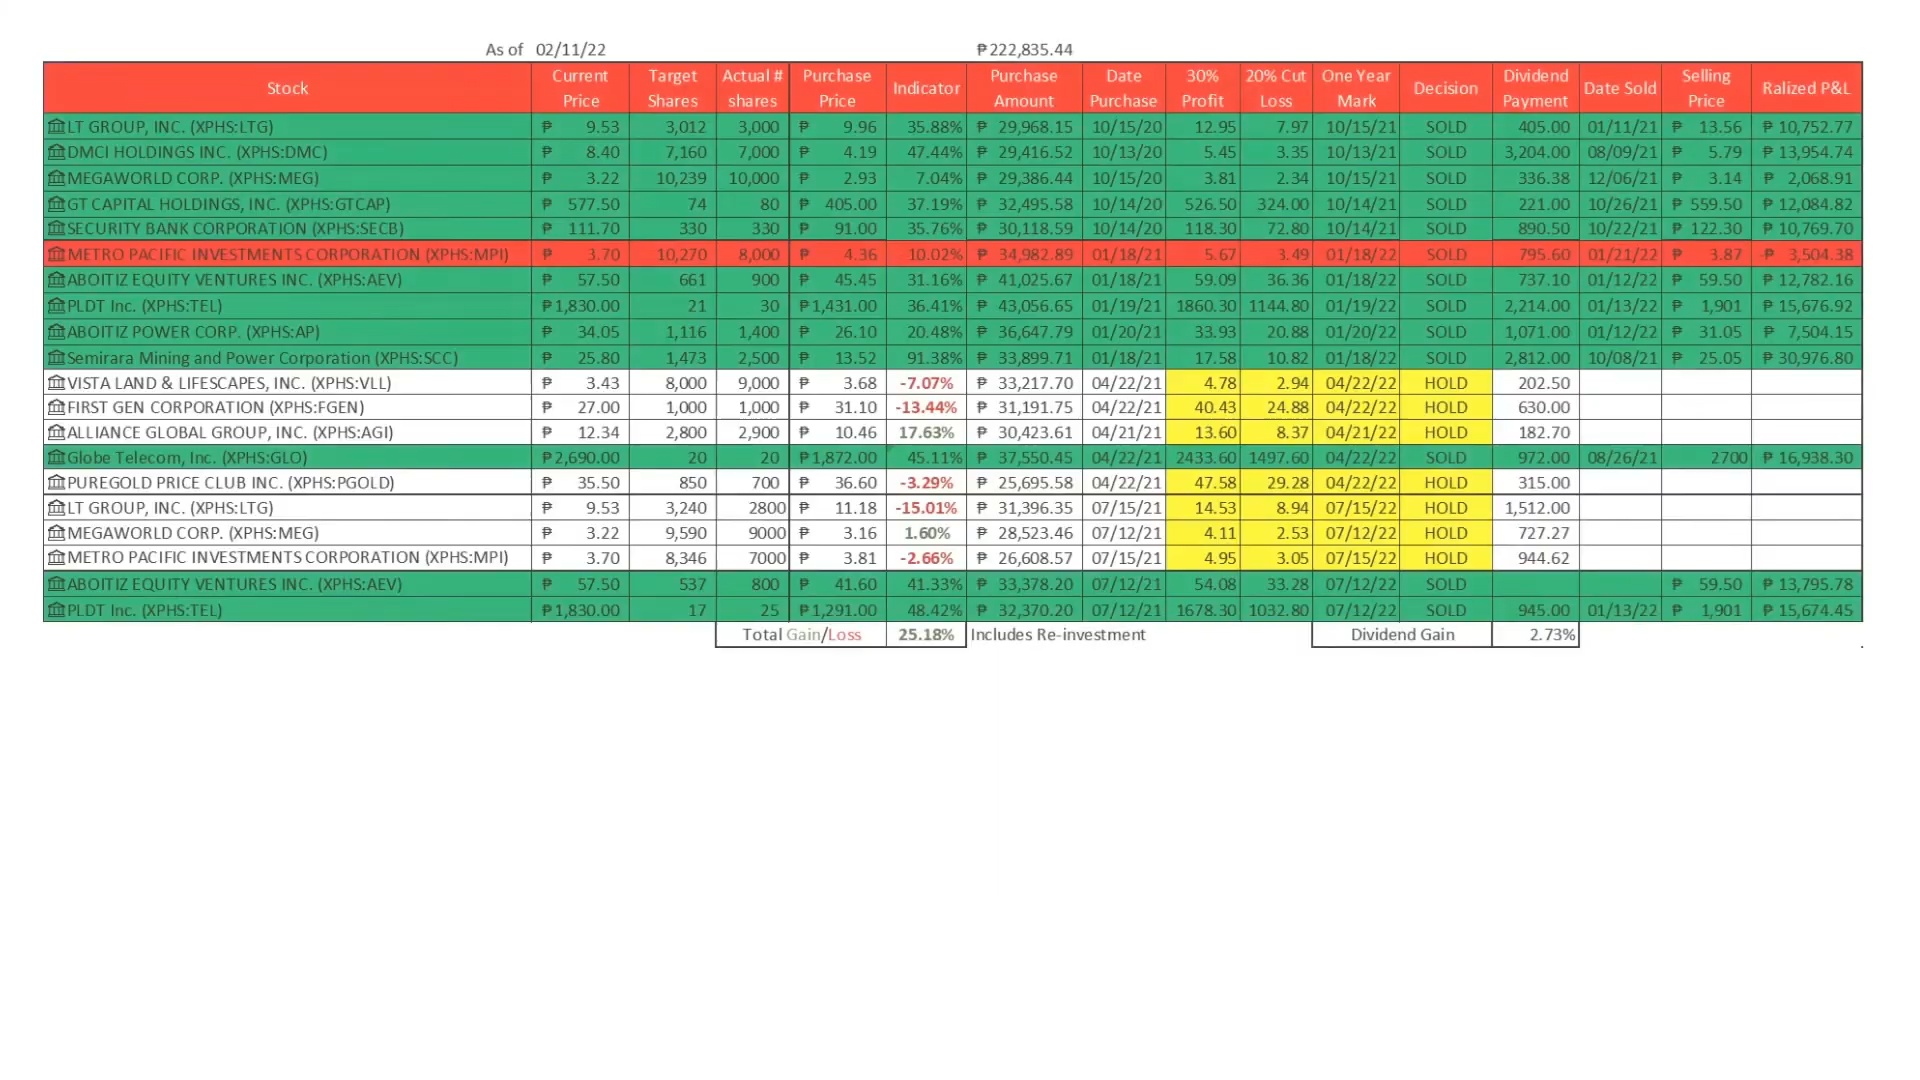 As of 02/11/22 ₱222,835.44
Stock Current Price Target Shares Actual # shares Purchase Price Indicator Purchase Amount Date Purchase 30% Profit 20% Cut Loss One Year Mark Decision Dividend Payment Date Sold Selling Price Ralized P&L
LT GROUP, INC. (XPHS:LTG) ₱ 9.53 3,012 3,000 ₱ 9.96 35.88% ₱ 29,968.15 10/15/20 12.95 7.97 10/15/21 SOLD 405.00 01/11/21 ₱ 13.56 ₱ 10,752.77
DMCI HOLDINGS INC. (XPHS:DMC) ₱ 8.40 7,160 7,000 ₱ 4.19 47.44% ₱ 29,416.52 10/13/20 5.45 3.35 10/13/21 SOLD 3,204.00 08/09/21 ₱ 5.79 ₱ 13,954.74
MEGAWORLD CORP. (XPHS:MEG) ₱ 3.22 10,239 10,000 ₱ 2.93 7.04% ₱ 29,386.44 10/15/20 3.81 2.34 10/15/21 SOLD 336.38 12/06/21 ₱ 3.14 ₱ 2,068.91
GT CAPITAL HOLDINGS, INC. (XPHS:GTCAP) ₱ 577.50 74 80 ₱ 405.00 37.19% ₱ 32,495.58 10/14/20 526.50 324.00 10/14/21 SOLD 221.00 10/26/21 ₱ 559.50 ₱ 12,084.82
SECURITY BANK CORPORATION (XPHS:SECB) ₱ 111.70 330 330 ₱ 91.00 35.76% ₱ 30,118.59 10/14/20 118.30 72.80 10/14/21 SOLD 890.50 10/22/21 ₱ 122.30 ₱ 10,769.70
METRO PACIFIC INVESTMENTS CORPORATION (XPHS:MPI) ₱ 3.70 10,270 8,000 ₱ 4.36 10.02% ₱ 34,982.89 01/18/21 5.67 3.49 01/18/22 SOLD 795.60 01/21/22 ₱ 3.87 -₱ 3,504.38
ABOITIZ EQUITY VENTURES INC. (XPHS:AEV) ₱ 57.50 661 900 ₱ 45.45 31.16% ₱ 41,025.67 01/18/21 59.09 36.36 01/18/22 SOLD 737.10 01/12/22 ₱ 59.50 ₱ 12,782.16
PLDT Inc. (XPHS:TEL) ₱1,830.00 21 30 ₱1,431.00 36.41% ₱ 43,056.65 01/19/21 1860.30 1144.80 01/19/22 SOLD 2,214.00 01/13/22 ₱ 1,901 ₱ 15,676.92
ABOITIZ POWER CORP. (XPHS:AP) ₱ 34.05 1,116 1,400 ₱ 26.10 20.48% ₱ 36,647.79 01/20/21 33.93 20.88 01/20/22 SOLD 1,071.00 01/12/22 ₱ 31.05 ₱ 7,504.15
Semirara Mining and Power Corporation (XPHS:SCC) ₱ 25.80 1,473 2,500 ₱ 13.52 91.38% ₱ 33,899.71 01/18/21 17.58 10.82 01/18/22 SOLD 2,812.00 10/08/21 ₱ 25.05 ₱ 30,976.80
VISTA LAND & LIFESCAPES, INC. (XPHS:VLL) ₱ 3.43 8,000 9,000 ₱ 3.68 -7.07% ₱ 33,217.70 04/22/21 4.78 2.94 04/22/22 HOLD 202.50
FIRST GEN CORPORATION (XPHS:FGEN) ₱ 27.00 1,000 1,000 ₱ 31.10 -13.44% ₱ 31,191.75 04/22/21 40.43 24.88 04/22/22 HOLD 630.00
ALLIANCE GLOBAL GROUP, INC. (XPHS:AGI) ₱ 12.34 2,800 2,900 ₱ 10.46 17.63% ₱ 30,423.61 04/21/21 13.60 8.37 04/21/22 HOLD 182.70
Globe Telecom, Inc. (XPHS:GLO) ₱2,690.00 20 20 ₱1,872.00 45.11% ₱ 37,550.45 04/22/21 2433.60 1497.60 04/22/22 SOLD 972.00 08/26/21 2700 ₱ 16,938.30
PUREGOLD PRICE CLUB INC. (XPHS:PGOLD) ₱ 35.50 850 700 ₱ 36.60 -3.29% ₱ 25,695.58 04/22/21 47.58 29.28 04/22/22 HOLD 315.00
LT GROUP, INC. (XPHS:LTG) ₱ 9.53 3,240 2800 ₱ 11.18 -15.01% ₱ 31,396.35 07/15/21 14.53 8.94 07/15/22 HOLD 1,512.00
MEGAWORLD CORP. (XPHS:MEG) ₱ 3.22 9,590 9000 ₱ 3.16 1.60% ₱ 28,523.46 07/12/21 4.11 2.53 07/12/22 HOLD 727.27
METRO PACIFIC INVESTMENTS CORPORATION (XPHS:MPI) ₱ 3.70 8,346 7000 ₱ 3.81 -2.66% ₱ 26,608.57 07/15/21 4.95 3.05 07/15/22 HOLD 944.62
ABOITIZ EQUITY VENTURES INC. (XPHS:AEV) ₱ 57.50 537 800 ₱ 41.60 41.33% ₱ 33,378.20 07/12/21 54.08 33.28 07/12/22 SOLD ₱ 59.50 ₱ 13,795.78
PLDT Inc. (XPHS:TEL) ₱1,830.00 17 25 ₱1,291.00 48.42% ₱ 32,370.20 07/12/21 1678.30 1032.80 07/12/22 SOLD 945.00 01/13/22 ₱ 1,901 ₱ 15,674.45
Total Gain/Loss 25.18% Includes Re-investment Dividend Gain 2.73% .